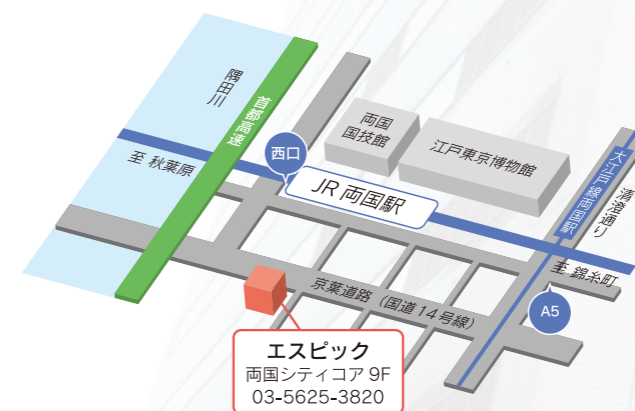 隅田川
首都高速
両国
国技館
江戸東京博物館
大江戸線両国駅
清澄通り
西口
至 秋葉原
JR 両国駅
至 錦糸町
京葉道路（国道14号線）
A5
エスピック
両国シティコア 9F
03-5625-3820